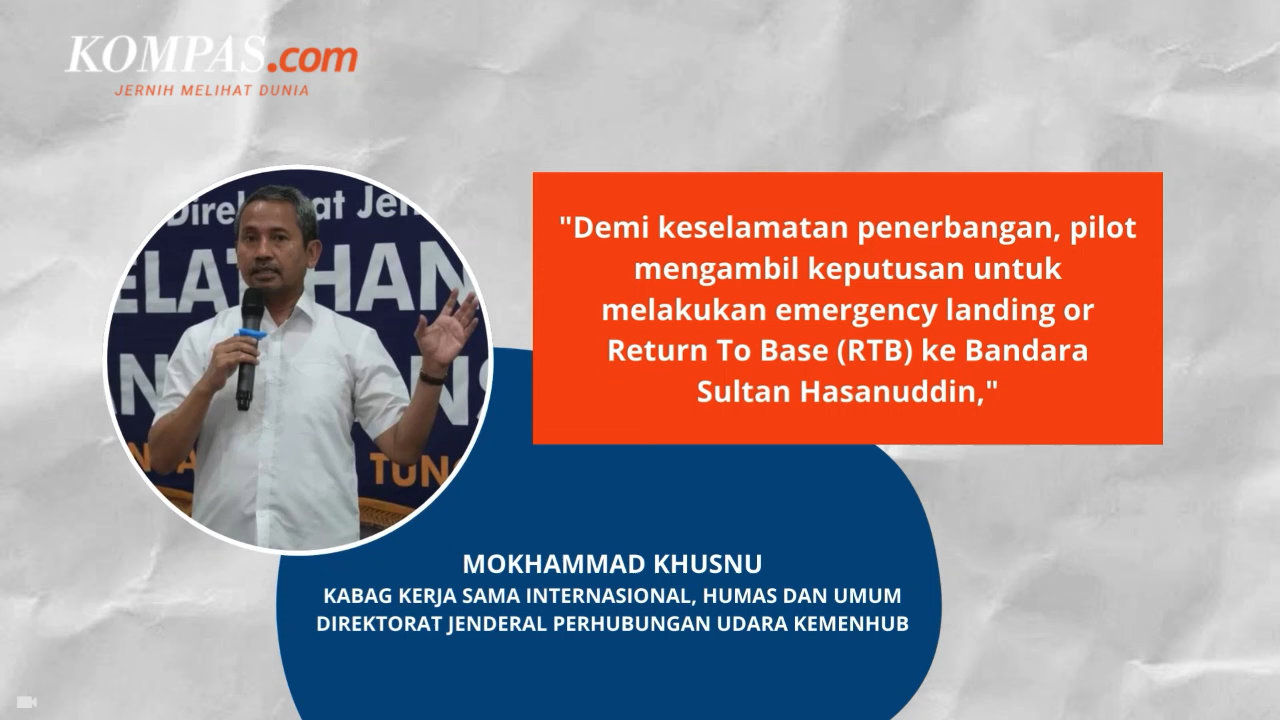 KOMPAS.com
JERNIH MELIHAT DUNIA
"Demi keselamatan penerbangan, pilot
mengambil keputusan untuk
melakukan emergency landing or
Return To Base (RTB) ke Bandara
Sultan Hasanuddin,"
MOKHAMMAD KHUSNU
KABAG KERJA SAMA INTERNASIONAL, HUMAS DAN UMUM
DIREKTORAT JENDERAL PERHUBUNGAN UDARA KEMENHUB